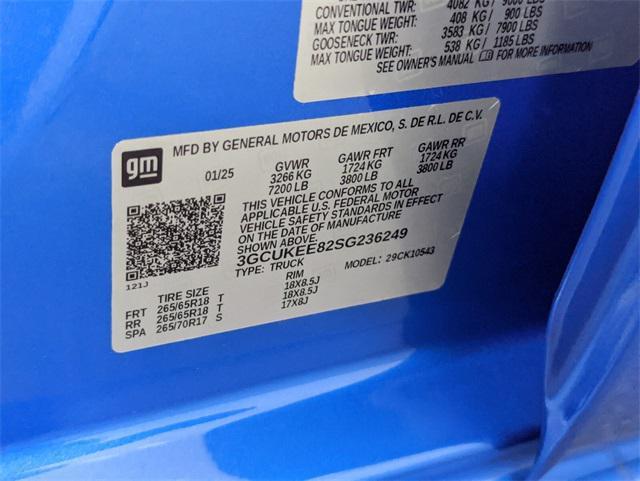 CONVENTIONAL TWR: 4082 KG / 9000 LBS
MAX TONGUE WEIGHT: 408 KG / 900 LBS
GOOSENECK TWR: 3583 KG / 7900 LBS
MAX TONGUE WEIGHT: 538 KG / 1185 LBS
SEE OWNER'S MANUAL FOR MORE INFORMATION
gm
MFD BY GENERAL MOTORS DE MEXICO, S. DE R.L. DE C.V.
01/25 GVWR GAWR FRT GAWR RR
3266 KG 1724 KG 1724 KG
7200 LB 3800 LB 3800 LB
THIS VEHICLE CONFORMS TO ALL
APPLICABLE U.S. FEDERAL MOTOR
VEHICLE SAFETY STANDARDS IN EFFECT
ON THE DATE OF MANUFACTURE
SHOWN ABOVE.
3GCUKEE82SG236249
TYPE: TRUCK MODEL: 29CK10543
121J
TIRE SIZE RIM
FRT 265/65R18 T 18X8.5J
RR 265/65R18 T 18X8.5J
SPA 265/70R17 S 17X8J